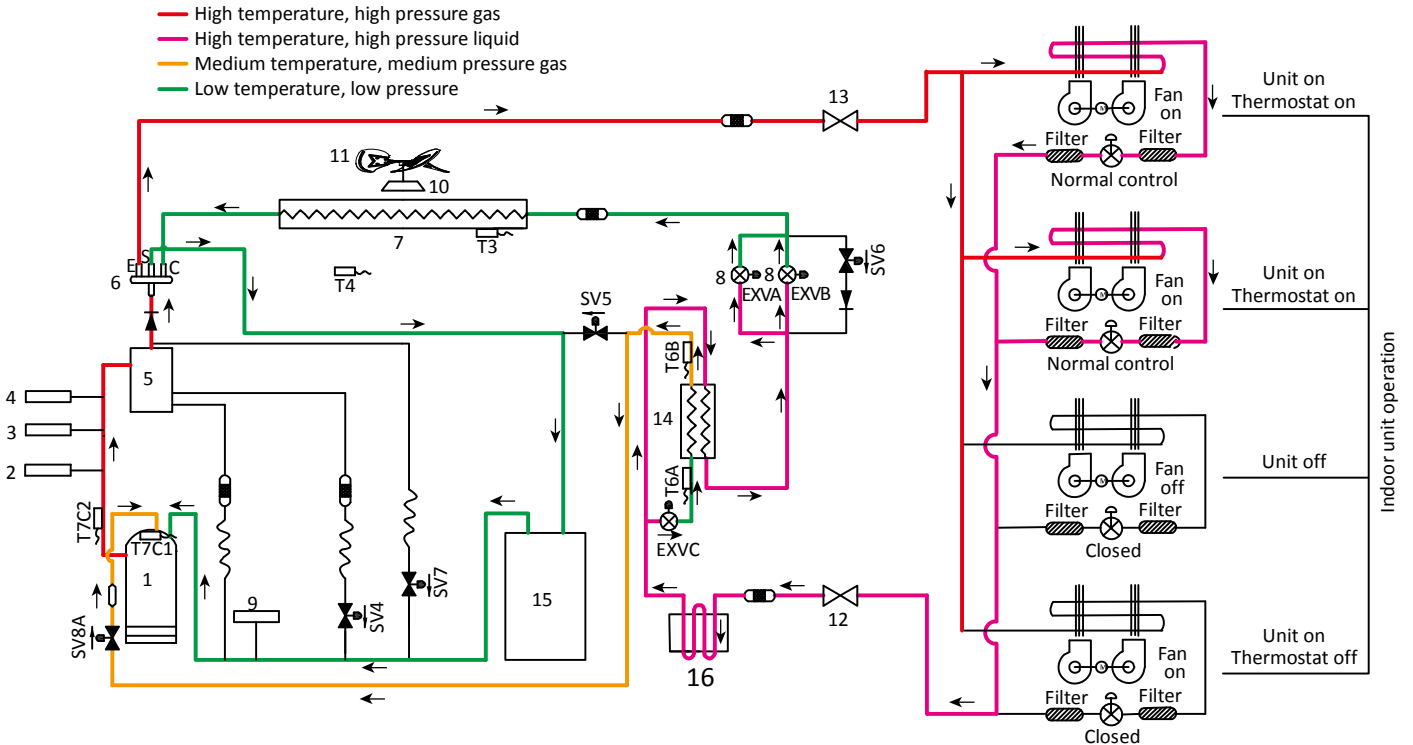 High temperature, high pressure gas
High temperature, high pressure liquid
Medium temperature, medium pressure gas
Low temperature, low pressure
13
Fan
on
Filter
Filter
Normal control
Unit on
Thermostat on
11
10
7
T3
T4
E
S
C
6
8
8
EXVA
EXVB
SV6
SV5
Fan
on
Filter
Filter
Normal control
Unit on
Thermostat on
Indoor unit operation
5
4
3
2
T6B
14
T6A
EXVC
Fan
off
Filter
Filter
Closed
Unit off
T7C2
T7C1
1
SV8A
9
SV4
SV7
15
16
12
Fan
on
Filter
Filter
Closed
Unit on
Thermostat off